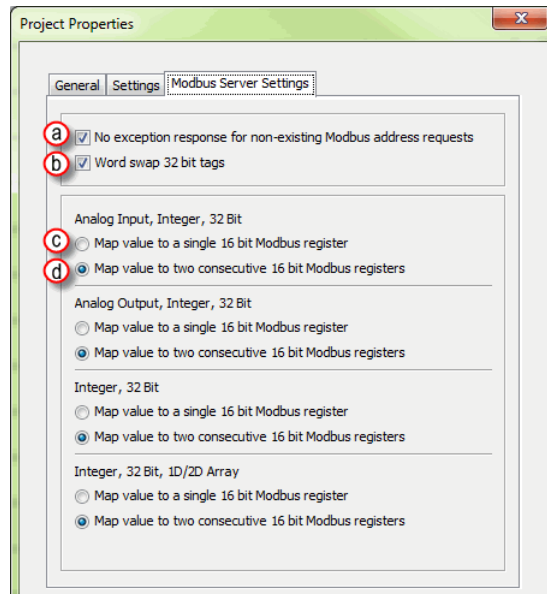 Project Properties
General Settings Modbus Server Settings
a No exception response for non-existing Modbus address requests
b Word swap 32 bit tags
Analog Input, Integer, 32 Bit
c Map value to a single 16 bit Modbus register
d Map value to two consecutive 16 bit Modbus registers
Analog Output, Integer, 32 Bit
Map value to a single 16 bit Modbus register
Map value to two consecutive 16 bit Modbus registers
Integer, 32 Bit
Map value to a single 16 bit Modbus register
Map value to two consecutive 16 bit Modbus registers
Integer, 32 Bit, 1D/2D Array
Map value to a single 16 bit Modbus register
Map value to two consecutive 16 bit Modbus registers